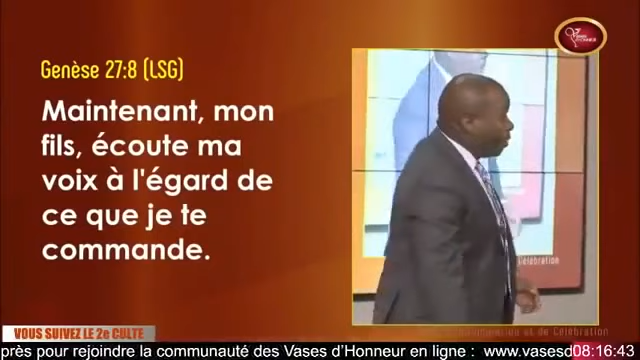 Genèse 27:8 (LSG)
Maintenant, mon
fils, écoute ma
voix à l'égard de
ce que je te
commande.
VOUS SUIVEZ LE 2e CULTE
près pour rejoindre la communauté des Vases d'Honneur en ligne : www.vasesd
08:16:43